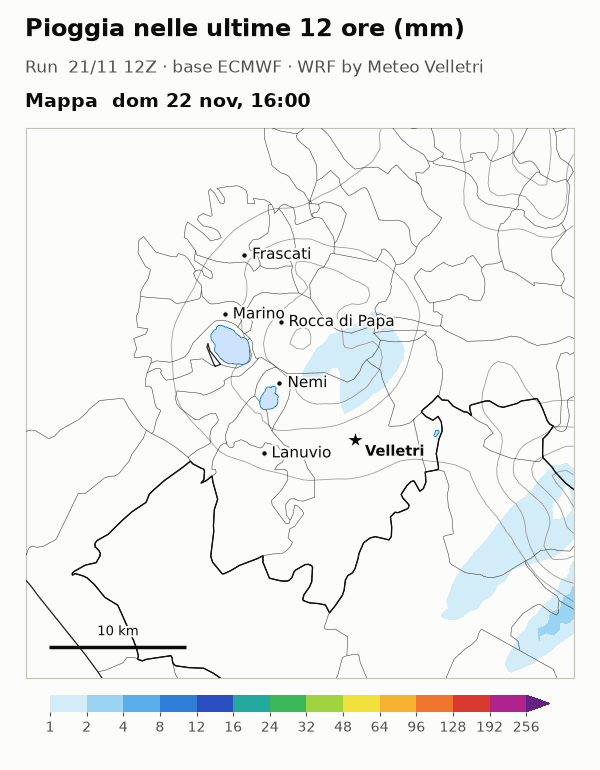 Pioggia nelle ultime 12 ore (mm)
Run  21/11 12Z · base ECMWF · WRF by Meteo Velletri
Mappa  dom 22 nov, 16:00
Frascati
Marino
Rocca di Papa
Nemi
Velletri
Lanuvio
10 km
1 2 4 8 12 16 24 32 48 64 96 128 192 256